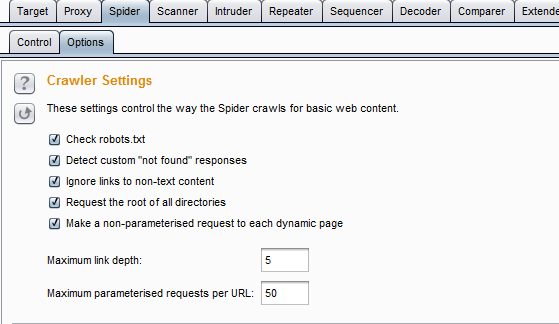 Target Proxy Spider Scanner Intruder Repeater Sequencer Decoder Comparer Extende
Control Options
? Crawler Settings
These settings control the way the Spider crawls for basic web content.
Check robots.txt
Detect custom "not found" responses
Ignore links to non-text content
Request the root of all directories
Make a non-parameterised request to each dynamic page
Maximum link depth: 5
Maximum parameterised requests per URL: 50